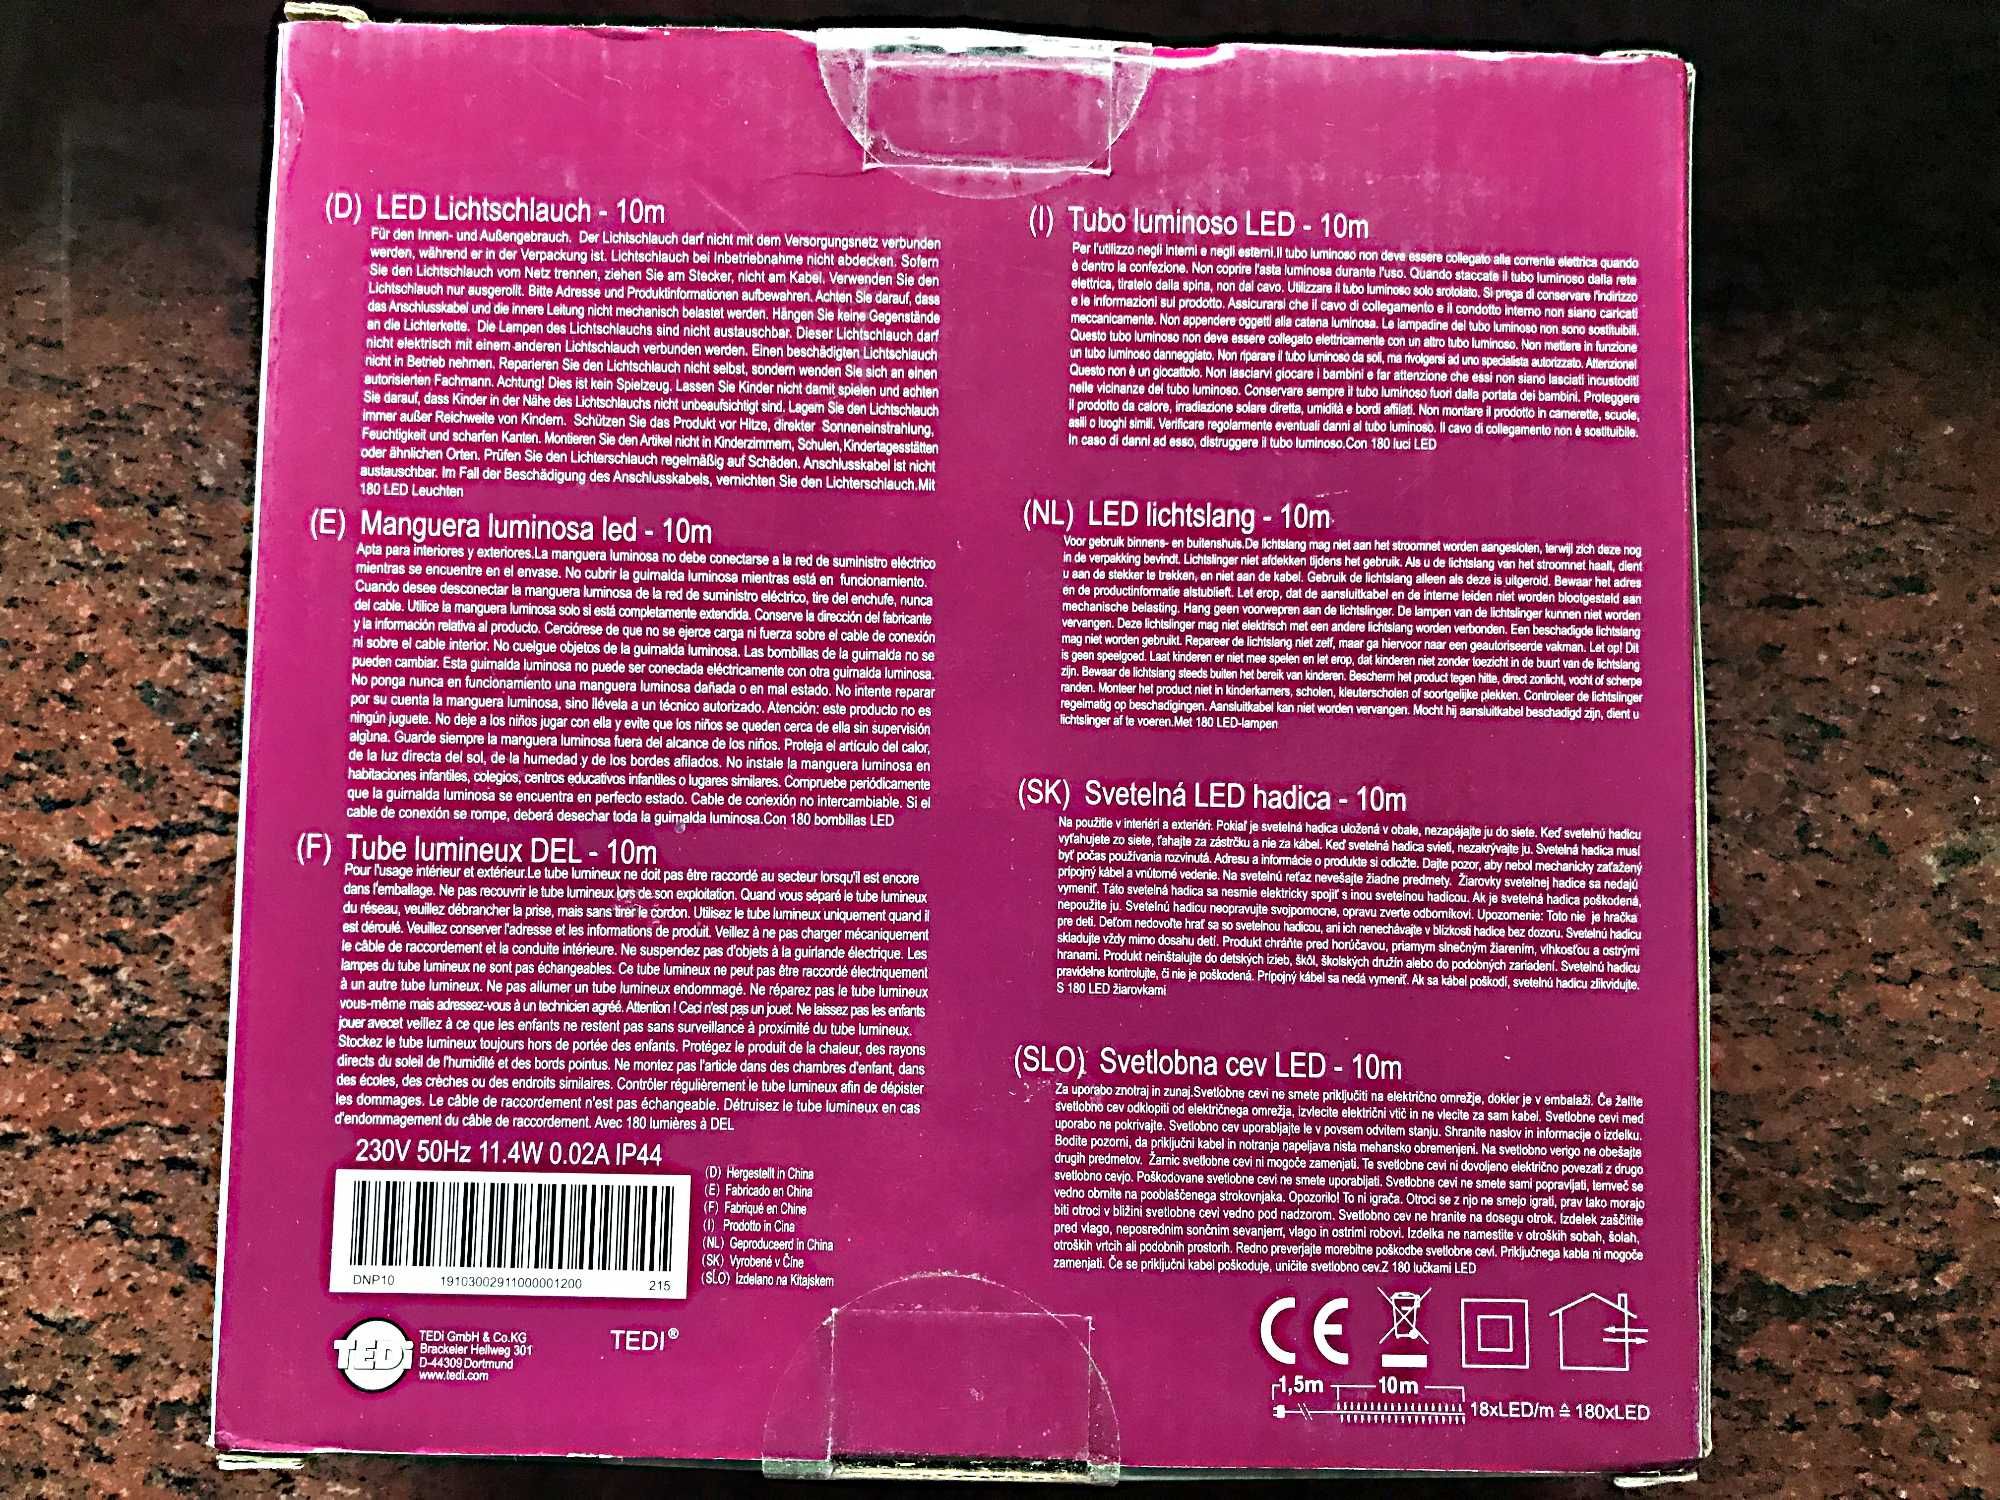 (D) LED Lichtschlauch - 10m
Für den Innen- und Außengebrauch. Der Lichtschlauch darf nicht mit dem Versorgungsnetz verbunden
werden, während er in der Verpackung ist. Lichtschlauch bei Inbetriebnahme nicht abdecken. Sofern
Sie den Lichtschlauch vom Netz trennen, ziehen Sie am Stecker, nicht am Kabel. Verwenden Sie den
Lichtschlauch nur ausgerollt. Bitte Adresse und Produktinformationen aufbewahren. Achten Sie darauf, dass
das Anschlusskabel und die innere Leitung nicht mechanisch belastet werden. Hängen Sie keine Gegenstände
an die Lichterkette. Die Lampen des Lichtschlauchs sind nicht austauschbar. Dieser Lichtschlauch darf
nicht elektrisch mit einem anderen Lichtschlauch verbunden werden. Einen beschädigten Lichtschlauch
nicht in Betrieb nehmen. Reparieren Sie den Lichtschlauch nicht selbst, sondern wenden Sie sich an einen
autorisierten Fachmann. Achtung! Dies ist kein Spielzeug. Lassen Sie Kinder nicht damit spielen und achten
Sie darauf, dass Kinder in der Nähe des Lichtschlauchs nicht unbeaufsichtigt sind. Lagern Sie den Lichtschlauch
immer außer Reichweite von Kindern. Schützen Sie das Produkt vor Hitze, direkter Sonneneinstrahlung,
Feuchtigkeit und scharfen Kanten. Montieren Sie den Artikel nicht in Kinderzimmern, Schulen, Kindertagesstätten
oder ähnlichen Orten. Prüfen Sie den Lichterschlauch regelmäßig auf Schäden. Anschlusskabel ist nicht
austauschbar. Im Fall der Beschädigung des Anschlusskabels, vernichten Sie den Lichterschlauch.Mit
180 LED Leuchten
(E) Manguera luminosa led - 10m
Apta para interiores y exteriores.La manguera luminosa no debe conectarse a la red de suministro eléctrico
mientras se encuentre en el envase. No cubrir la guirnalda luminosa mientras está en funcionamiento.
Cuando desee desconectar la manguera luminosa de la red de suministro eléctrico, tire del enchufe, nunca
del cable. Utilice la manguera luminosa solo si está completamente extendida. Conserve la dirección del fabricante
y la información relativa al producto. Cerciórese de que no se ejerce carga ni fuerza sobre el cable de conexión
ni sobre el cable interior. No cuelgue objetos de la guirnalda luminosa. Las bombillas de la guirnalda no se
pueden cambiar. Esta guirnalda luminosa no puede ser conectada eléctricamente con otra guirnalda luminosa.
No ponga nunca en funcionamiento una manguera luminosa dañada o en mal estado. No intente reparar
por su cuenta la manguera luminosa, sino llévela a un técnico autorizado. Atención: este producto no es
ningún juguete. No deje a los niños jugar con ella y evite que los niños se queden cerca de ella sin supervisión
alguna. Guarde siempre la manguera luminosa fuera del alcance de los niños. Proteja el artículo del calor,
de la luz directa del sol, de la humedad y de los bordes afilados. No instale la manguera luminosa en
habitaciones infantiles, colegios, centros educativos infantiles o lugares similares. Compruebe periódicamente
que la guirnalda luminosa se encuentra en perfecto estado. Cable de conexión no intercambiable. Si el
cable de conexión se rompe, deberá desechar toda la guirnalda luminosa.Con 180 bombillas LED
(F) Tube lumineux DEL - 10m
Pour l'usage intérieur et extérieur.Le tube lumineux ne doit pas être raccordé au secteur lorsqu'il est encore
dans l'emballage. Ne pas recouvrir le tube lumineux lors de son exploitation. Quand vous séparé le tube lumineux
du réseau, veuillez débrancher la prise, mais sans tirer le cordon. Utilisez le tube lumineux uniquement quand il
est déroulé. Veuillez conserver l'adresse et les informations de produit. Veillez à ne pas charger mécaniquement
le câble de raccordement et la conduite intérieure. Ne suspendez pas d'objets à la guirlande électrique. Les
lampes du tube lumineux ne sont pas échangeables. Ce tube lumineux ne peut pas être raccordé électriquement
à un autre tube lumineux. Ne pas allumer un tube lumineux endommagé. Ne réparez pas le tube lumineux
vous-même mais adressez-vous à un technicien agréé. Attention ! Ceci n'est pas un jouet. Ne laissez pas les enfants
jouer avecet veillez à ce que les enfants ne restent pas sans surveillance à proximité du tube lumineux.
Stockez le tube lumineux toujours hors de portée des enfants. Protégez le produit de la chaleur, des rayons
directs du soleil de l'humidité et des bords pointus. Ne montez pas l'article dans des chambres d'enfant, dans
des écoles, des crèches ou des endroits similaires. Contrôler régulièrement le tube lumineux afin de dépister
les dommages. Le câble de raccordement n'est pas échangeable. Détruisez le tube lumineux en cas
d'endommagement du câble de raccordement. Avec 180 lumières à DEL
230V 50Hz 11.4W 0.02A IP44
DNP10 19103002911000001200 215
(D) Hergestellt in China
(E) Fabricado en China
(F) Fabriqué en Chine
(I) Prodotto in Cina
(NL) Geproduceerd in China
(SK) Vyrobené v Číne
(SLO) Izdelano na Kitajskem
TEDi
TEDi GmbH & Co.KG
Brackeler Hellweg 301
D-44309 Dortmund
www.tedi.com
TEDI®
(I) Tubo luminoso LED - 10m
Per l'utilizzo negli interni e negli esterni.Il tubo luminoso non deve essere collegato alla corrente elettrica quando
è dentro la confezione. Non coprire l'asta luminosa durante l'uso. Quando staccate il tubo luminoso dalla rete
elettrica, tiratelo dalla spina, non dal cavo. Utilizzare il tubo luminoso solo srotolato. Si prega di conservare l'indirizzo
e le informazioni sul prodotto. Assicurarsi che il cavo di collegamento e il condotto interno non siano caricati
meccanicamente. Non appendere oggetti alla catena luminosa. Le lampadine del tubo luminoso non sono sostituibili.
Questo tubo luminoso non deve essere collegato elettricamente con un altro tubo luminoso. Non mettere in funzione
un tubo luminoso danneggiato. Non riparare il tubo luminoso da soli, ma rivolgersi ad uno specialista autorizzato. Attenzione!
Questo non è un giocattolo. Non lasciarvi giocare i bambini e far attenzione che essi non siano lasciati incustoditi
nelle vicinanze del tubo luminoso. Conservare sempre il tubo luminoso fuori dalla portata dei bambini. Proteggere
il prodotto da calore, irradiazione solare diretta, umidità e bordi affilati. Non montare il prodotto in camerette, scuole,
asili o luoghi simili. Verificare regolarmente eventuali danni al tubo luminoso. Il cavo di collegamento non è sostituibile.
In caso di danni ad esso, distruggere il tubo luminoso.Con 180 luci LED
(NL) LED lichtslang - 10m
Voor gebruik binnens- en buitenshuis.De lichtslang mag niet aan het stroomnet worden aangesloten, terwijl zich deze nog
in de verpakking bevindt. Lichtslinger niet afdekken tijdens het gebruik. Als u de lichtslang van het stroomnet haalt, dient
u aan de stekker te trekken, en niet aan de kabel. Gebruik de lichtslang alleen als deze is uitgerold. Bewaar het adres
en de productinformatie alstublieft. Let erop, dat de aansluitkabel en de interne leiden niet worden blootgesteld aan
mechanische belasting. Hang geen voorwepren aan de lichtslinger. De lampen van de lichtslinger kunnen niet worden
vervangen. Deze lichtslinger mag niet elektrisch met een andere lichtslang worden verbonden. Een beschadigde lichtslang
mag niet worden gebruikt. Repareer de lichtslang niet zelf, maar ga hiervoor naar een geautoriseerde vakman. Let op! Dit
is geen speelgoed. Laat kinderen er niet mee spelen en let erop, dat kinderen niet zonder toezicht in de buurt van de lichtslang
zijn. Bewaar de lichtslang steeds buiten het bereik van kinderen. Bescherm het product tegen hitte, direct zonlicht, vocht of scherpe
randen. Monteer het product niet in kinderkamers, scholen, kleuterscholen of soortgelijke plekken. Controleer de lichtslinger
regelmatig op beschadigingen. Aansluitkabel kan niet worden vervangen. Mocht hij aansluitkabel beschadigd zijn, dient u
lichtslinger af te voeren.Met 180 LED-lampen
(SK) Svetelná LED hadica - 10m
Na použitie v interiéri a exteriéri. Pokiaľ je svetelná hadica uložená v obale, nezapájajte ju do siete. Keď svetelnú hadicu
vyťahujete zo siete, ťahajte za zástrčku a nie za kábel. Keď svetelná hadica svieti, nezakrývajte ju. Svetelná hadica musí
byť počas používania rozvinutá. Adresu a informácie o produkte si odložte. Dajte pozor, aby nebol mechanicky zaťažený
prípojný kábel a vnútorné vedenie. Na svetelnú reťaz nevešajte žiadne predmety. Žiarovky svetelnej hadice sa nedajú
vymeniť. Táto svetelná hadica sa nesmie elektricky spojiť s inou svetelnou hadicou. Ak je svetelná hadica poškodená,
nepoužite ju. Svetelnú hadicu neopravujte svojpomocne, opravu zverte odborníkovi. Upozornenie: Toto nie je hračka
pre deti. Deťom nedovoľte hrať sa so svetelnou hadicou, ani ich nenechávajte v blízkosti hadice bez dozoru. Svetelnú hadicu
skladujte vždy mimo dosahu detí. Produkt chráňte pred horúčavou, priamym slnečným žiarením, vlhkosťou a ostrými
hranami. Produkt neinštalujte do detských izieb, škôl, školských družín alebo do podobných zariadení. Svetelnú hadicu
pravidelne kontrolujte, či nie je poškodená. Prípojný kábel sa nedá vymeniť. Ak sa kábel poškodí, svetelnú hadicu zlikvidujte.
S 180 LED žiarovkami
(SLO) Svetlobna cev LED - 10m
Za uporabo znotraj in zunaj.Svetlobne cevi ne smete priključiti na električno omrežje, dokler je v embalaži. Če želite
svetlobno cev odklopiti od električnega omrežja, izvlecite električni vtič in ne vlecite za sam kabel. Svetlobne cevi med
uporabo ne pokrivajte. Svetlobno cev uporabljajte le v povsem odvitem stanju. Shranite naslov in informacije o izdelku.
Bodite pozorni, da priključni kabel in notranja napeljava nista mehansko obremenjeni. Na svetlobno verigo ne obešajte
drugih predmetov. Žarnic svetlobne cevi ni mogoče zamenjati. Te svetlobne cevi ni dovoljeno električno povezati z drugo
svetlobno cevjo. Poškodovane svetlobne cevi ne smete uporabljati. Svetlobne cevi ne smete sami popravljati, temveč se
vedno obrnite na pooblaščenega strokovnjaka. Opozorilo! To ni igrača. Otroci se z njo ne smejo igrati, prav tako morajo
biti otroci v bližini svetlobne cevi vedno pod nadzorom. Svetlobno cev ne hranite na dosegu otrok. Izdelek zaščitite
pred vlago, neposrednim sončnim sevanjem, vlago in ostrimi robovi. Izdelka ne namestite v otroških sobah, šolah,
otroških vrtcih ali podobnih prostorih. Redno preverjajte morebitne poškodbe svetlobne cevi. Priključnega kabla ni mogoče
zamenjati. Če se priključni kabel poškoduje, uničite svetlobno cev.Z 180 lučkami LED
CE
1,5m 10m
18xLED/m ≙ 180xLED